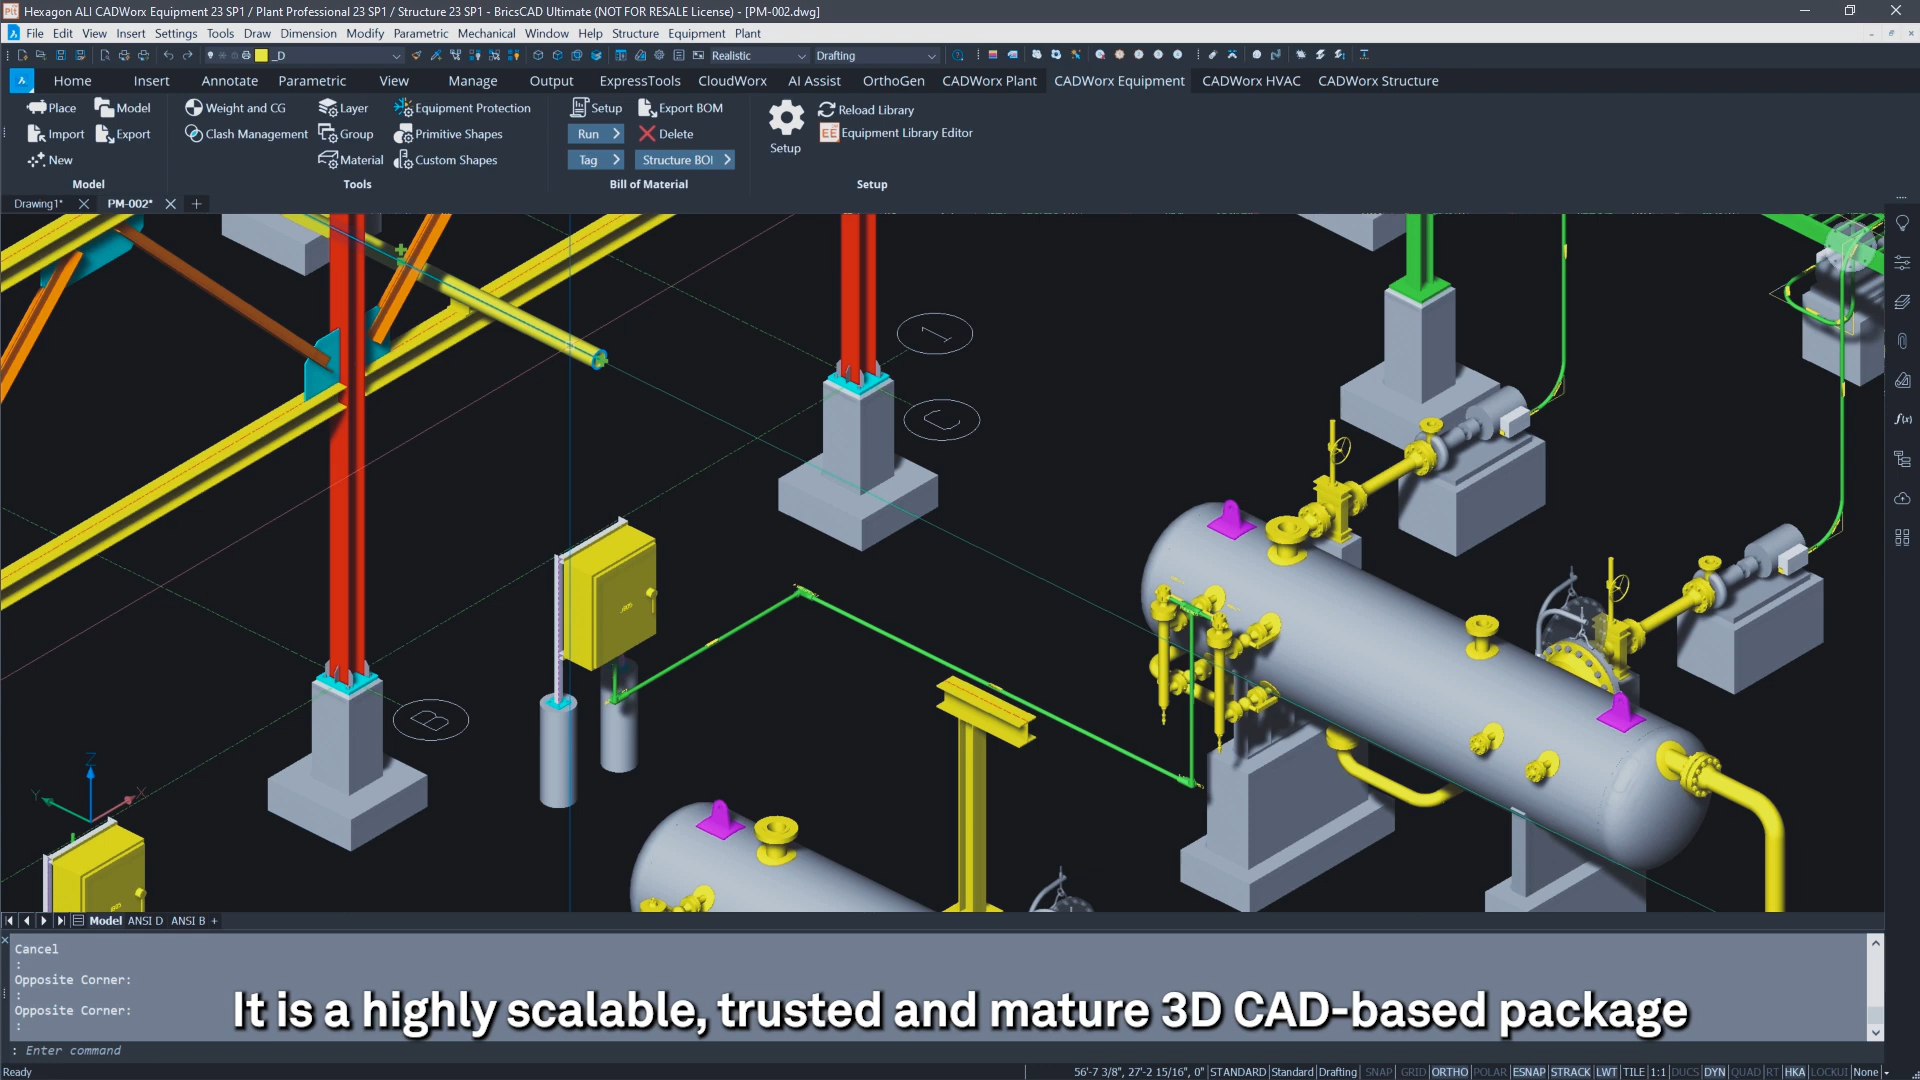 Hexagon ALI CADWorx Equipment 23 SP1 / Plant Professional 23 SP1 / Structure 23 SP1 - BricsCAD Ultimate (NOT FOR RESALE License) - [PM-002.dwg]
File Edit View Insert Settings Tools Draw Dimension Modify Parametric Mechanical Window Help Structure Equipment Plant
_D Realistic Drafting
Home Insert Annotate Parametric View Manage Output ExpressTools CloudWorx AI Assist OrthoGen CADWorx Plant CADWorx Equipment CADWorx HVAC CADWorx Structure
Place Model Weight and CG Layer Equipment Protection Setup Export BOM Reload Library
Import Export Clash Management Group Primitive Shapes Run Delete EE Equipment Library Editor
Setup
New Material Custom Shapes Tag Structure BOI
Model Tools Bill of Material Setup
Drawing1* PM-002*
1
C
B
Z
Y X
Model ANSI D ANSI B +
Cancel
:
Opposite Corner:
:
Opposite Corner:
:
It is a highly scalable, trusted and mature 3D CAD-based package
: Enter command
Ready 56'-7 3/8", 27'-2 15/16", 0" STANDARD Standard Drafting SNAP GRID ORTHO POLAR ESNAP STRACK LWT TILE 1:1 DUCS DYN QUAD RT HKA LOCKUI None